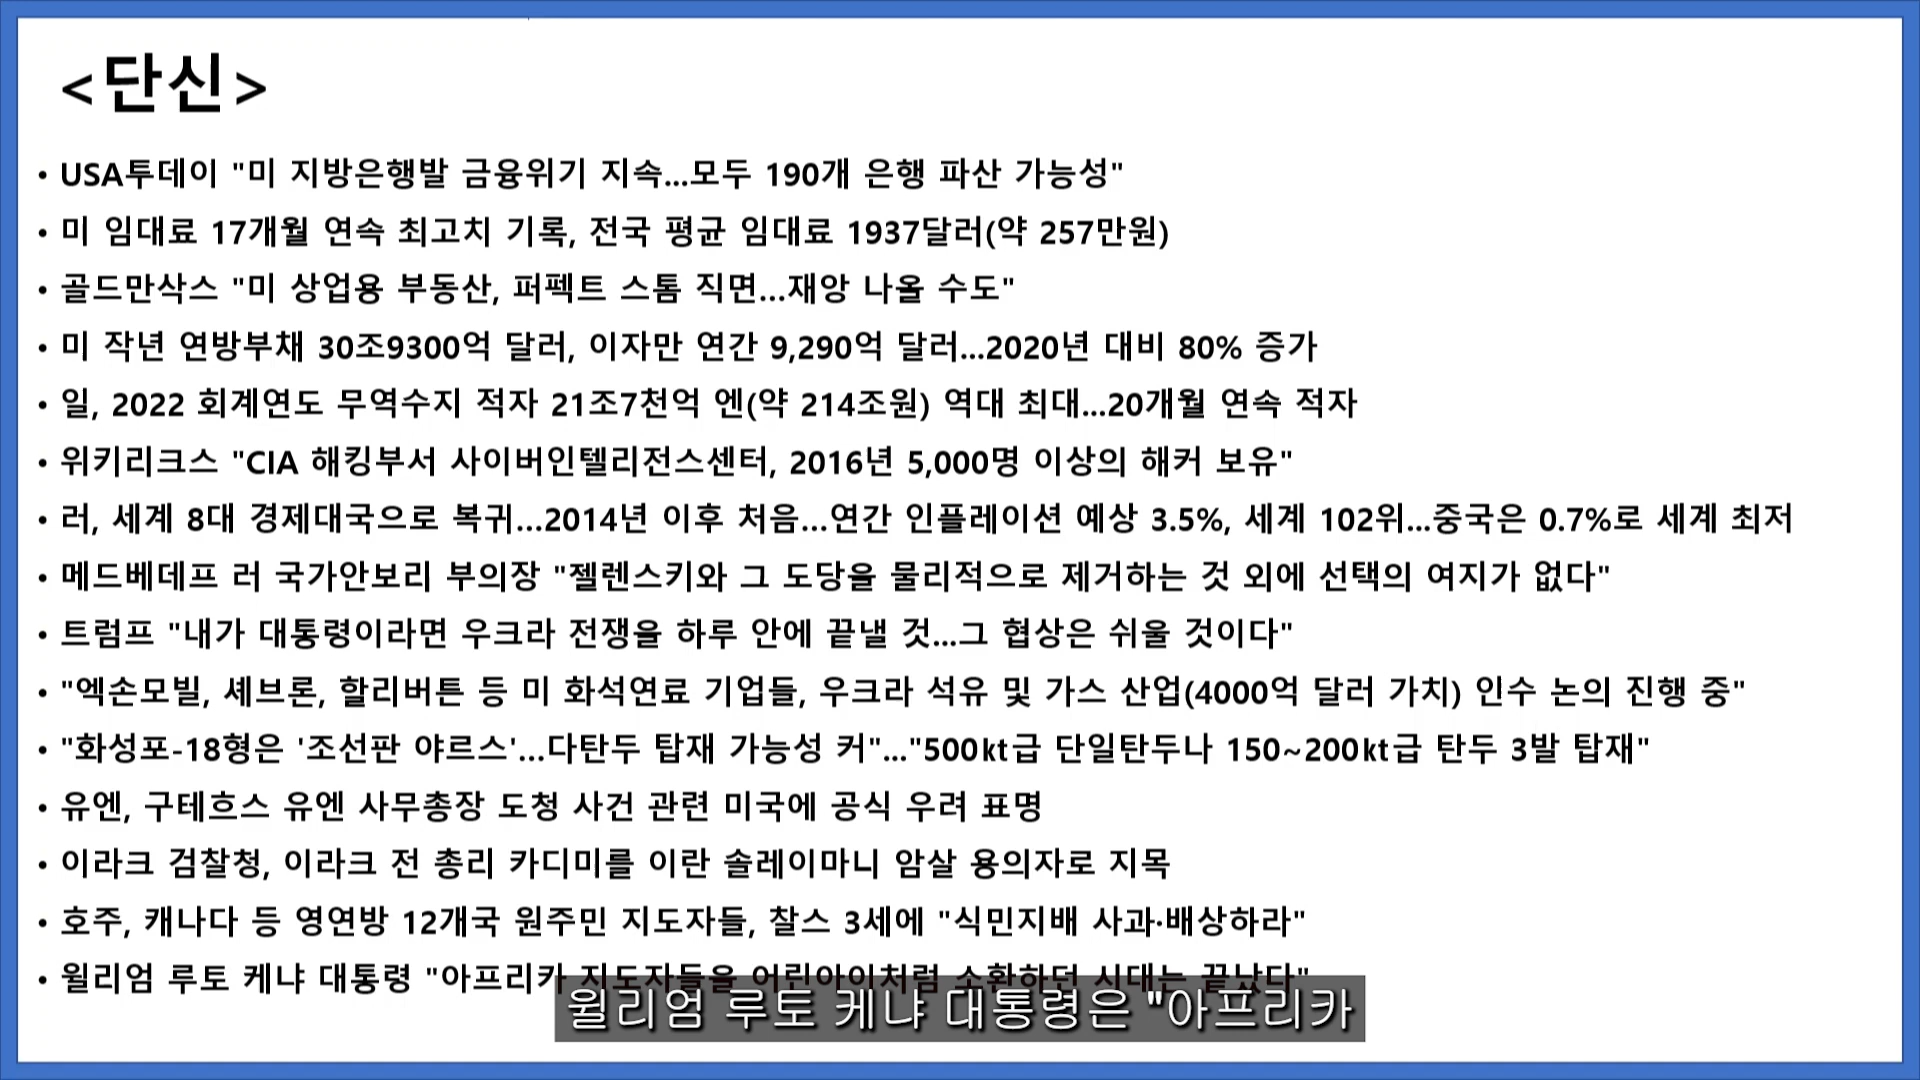 <단신>
• USA투데이 "미 지방은행발 금융위기 지속...모두 190개 은행 파산 가능성"
• 미 임대료 17개월 연속 최고치 기록, 전국 평균 임대료 1937달러(약 257만원)
• 골드만삭스 "미 상업용 부동산, 퍼펙트 스톰 직면...재앙 나올 수도"
• 미 작년 연방부채 30조9300억 달러, 이자만 연간 9,290억 달러...2020년 대비 80% 증가
• 일, 2022 회계연도 무역수지 적자 21조7천억 엔(약 214조원) 역대 최대...20개월 연속 적자
• 위키리크스 "CIA 해킹부서 사이버인텔리전스센터, 2016년 5,000명 이상의 해커 보유"
• 러, 세계 8대 경제대국으로 복귀...2014년 이후 처음...연간 인플레이션 예상 3.5%, 세계 102위...중국은 0.7%로 세계 최저
• 메드베데프 러 국가안보리 부의장 "젤렌스키와 그 도당을 물리적으로 제거하는 것 외에 선택의 여지가 없다"
• 트럼프 "내가 대통령이라면 우크라 전쟁을 하루 안에 끝낼 것...그 협상은 쉬울 것이다"
• "엑손모빌, 셰브론, 할리버튼 등 미 화석연료 기업들, 우크라 석유 및 가스 산업(4000억 달러 가치) 인수 논의 진행 중"
• "화성포-18형은 '조선판 야르스'...다탄두 탑재 가능성 커"..."500㏏급 단일탄두나 150~200㏏급 탄두 3발 탑재"
• 유엔, 구테흐스 유엔 사무총장 도청 사건 관련 미국에 공식 우려 표명
• 이라크 검찰청, 이라크 전 총리 카디미를 이란 솔레이마니 암살 용의자로 지목
• 호주, 캐나다 등 영연방 12개국 원주민 지도자들, 찰스 3세에 "식민지배 사과·배상하라"
• 윌리엄 루토 케냐 대통령 "아프리카 지도자들을 어린아이처럼 소환하던 시대는 끝났다"
윌리엄 루토 케냐 대통령은 "아프리카